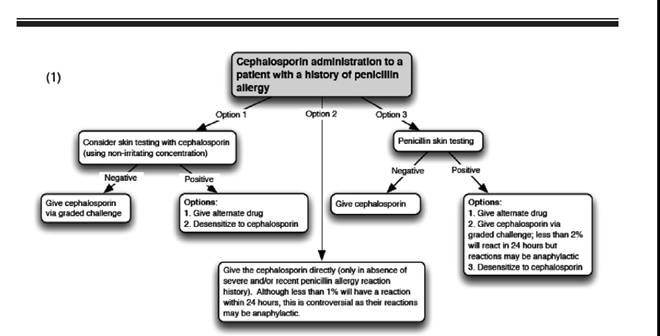 (1)
Cephalosporin administration to a
patient with a history of penicillin
allergy
Option 1
Option 2
Option 3
Consider skin testing with cephalosporin
(using non-irritating concentration)
Penicillin skin testing
Negative
Positive
Negative
Positive
Give cephalosporin
via graded challenge
Options:
1. Give alternate drug
2. Desensitize to cephalosporin
Give cephalosporin
Options:
1. Give alternate drug
2. Give cephalosporin via
graded challenge; less than 2%
will react in 24 hours but
reactions may be anaphylactic
3. Desensitize to cephalosporin
Give the cephalosporin directly (only in absence of
severe and/or recent penicillin allergy reaction
history). Although less than 1% will have a reaction
within 24 hours, this is controversial as their reactions
may be anaphylactic.